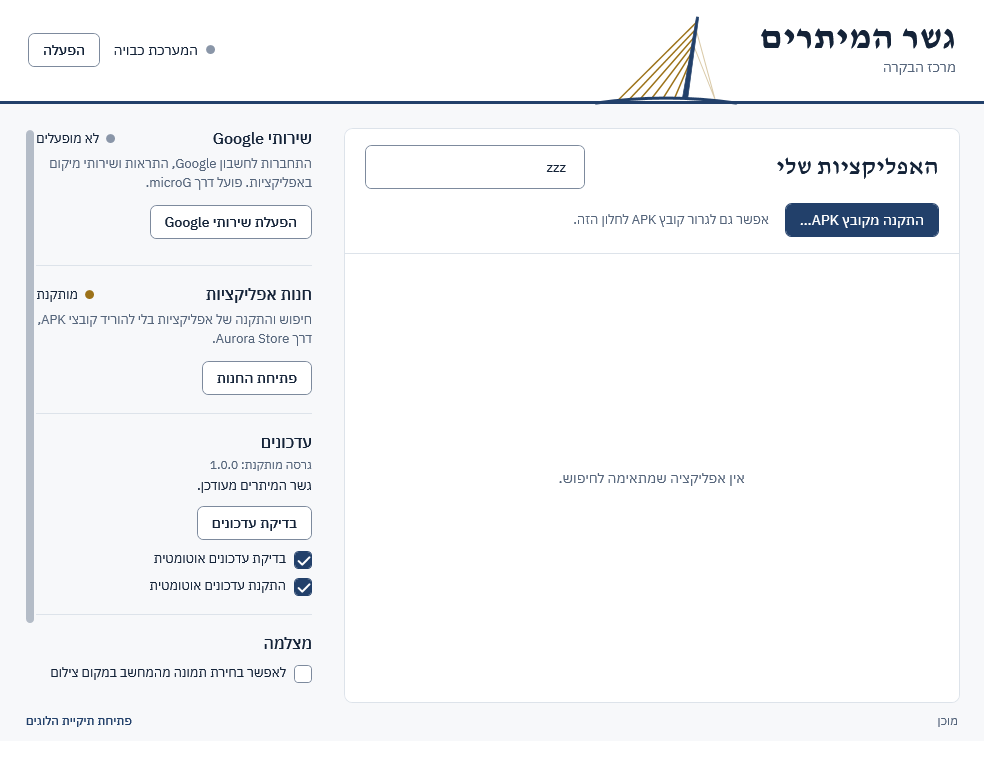 גשר המיתרים
מרכז הבקרה
המערכת כבויה
הפעלה
האפליקציות שלי
zzz
התקנה מקובץ APK...
אפשר גם לגרור קובץ APK לחלון הזה.
אין אפליקציה שמתאימה לחיפוש.
שירותי Google
לא מופעלים
התחברות לחשבון Google, התראות ושירותי מיקום
באפליקציות. פועל דרך microG.
הפעלת שירותי Google
חנות אפליקציות
מותקנת
חיפוש והתקנה של אפליקציות בלי להוריד קובצי APK,
דרך Aurora Store.
פתיחת החנות
עדכונים
גרסה מותקנת: 1.0.0
גשר המיתרים מעודכן.
בדיקת עדכונים
בדיקת עדכונים אוטומטית
התקנת עדכונים אוטומטית
מצלמה
לאפשר בחירת תמונה מהמחשב במקום צילום
מוכן
פתיחת תיקיית הלוגים